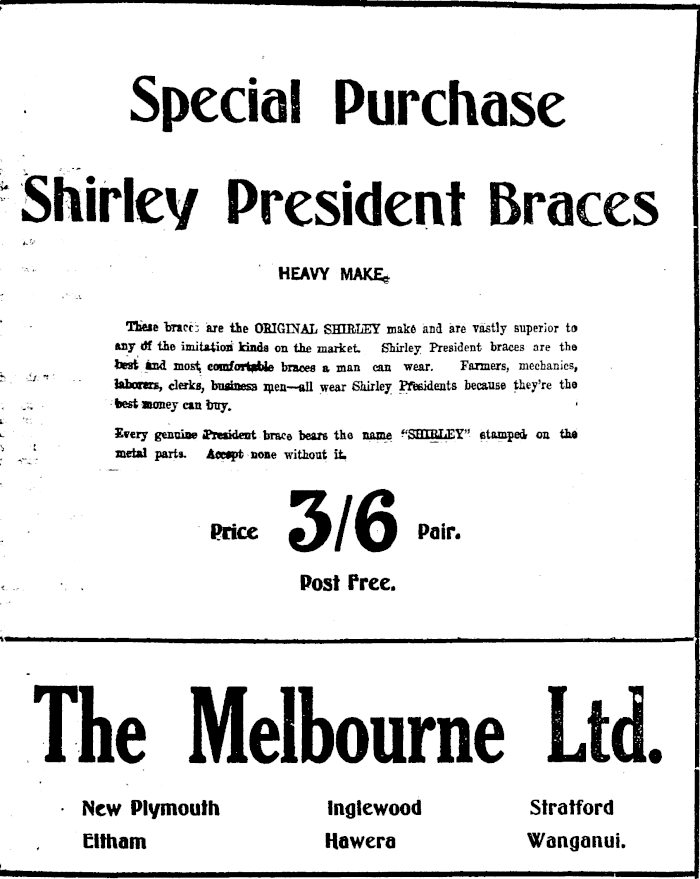 Special Purchase
Shirley President Braces
HEAVY MAKE.
These braces are the ORIGINAL SHIRLEY make and are vastly superior to
any of the imitation kinds on the market. Shirley President braces are the
best and most comfortable braces a man can wear. Farmers, mechanics,
laborers, clerks, business men—all wear Shirley Presidents because they're the
best money can buy.
Every genuine President brace bears the name "SHIRLEY" stamped on the
metal parts. Accept none without it.
Price 3/6 Pair.
Post Free.
The Melbourne Ltd.
New Plymouth Inglewood Stratford
Eltham Hawera Wanganui.